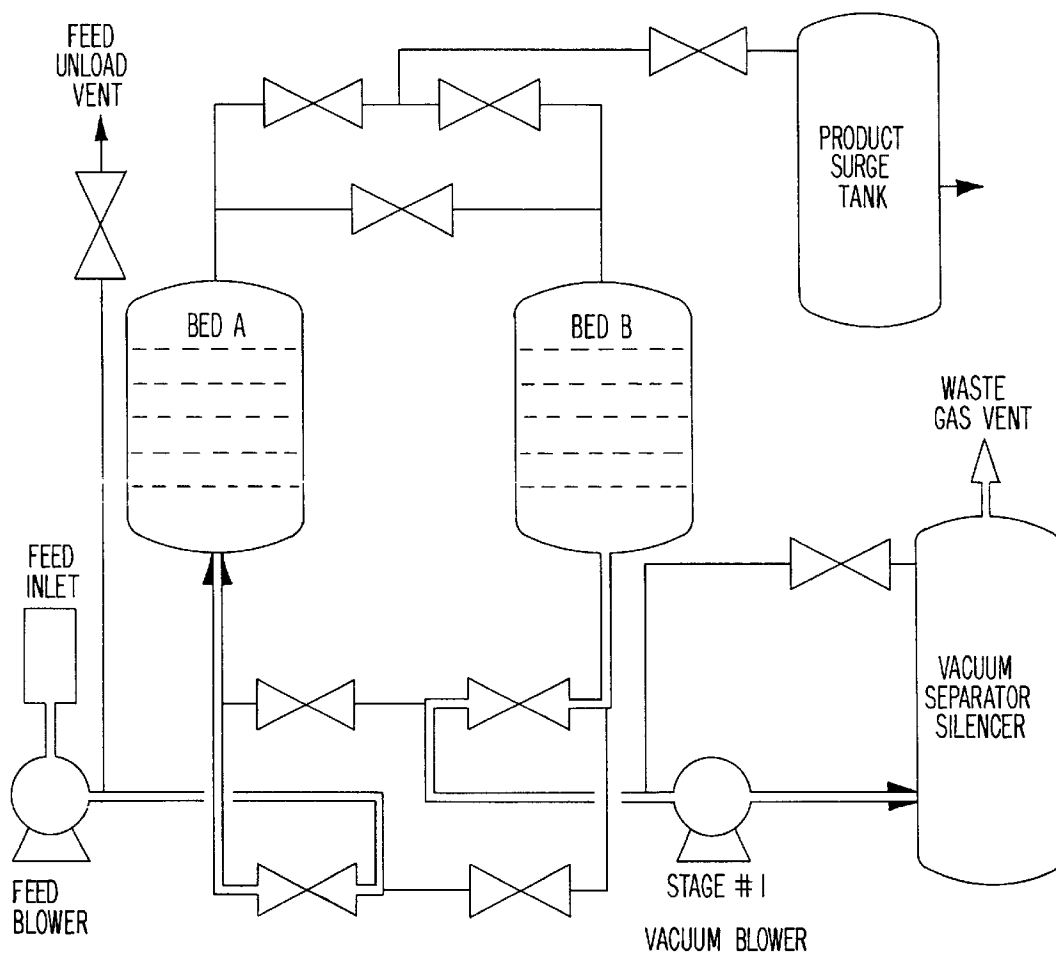 FEED
UNLOAD
VENT
PRODUCT
SURGE
TANK
BED A
BED B
WASTE
GAS VENT
FEED
INLET
VACUUM
SEPARATOR
SILENCER
FEED
BLOWER
STAGE #1
VACUUM BLOWER